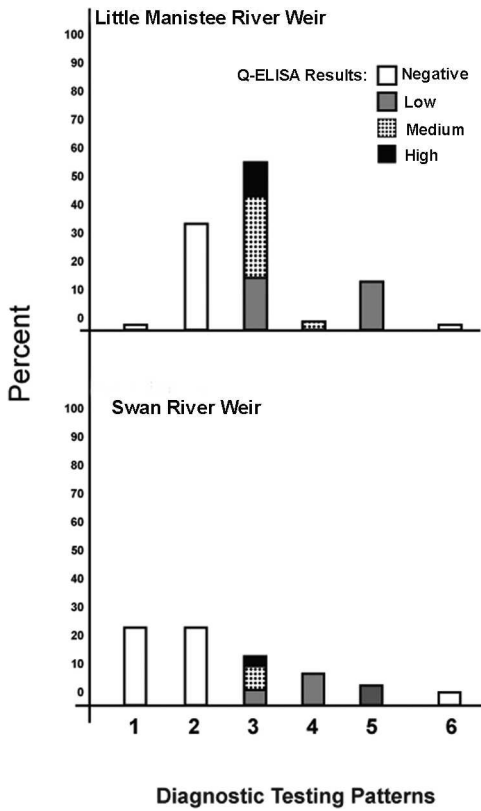 Little Manistee River Weir
100
90
80
70
60
50
40
30
20
10
0
Q-ELISA Results:
Negative
Low
Medium
High
Percent
Swan River Weir
100
90
80
70
60
50
40
30
20
10
0
1 2 3 4 5 6
Diagnostic Testing Patterns